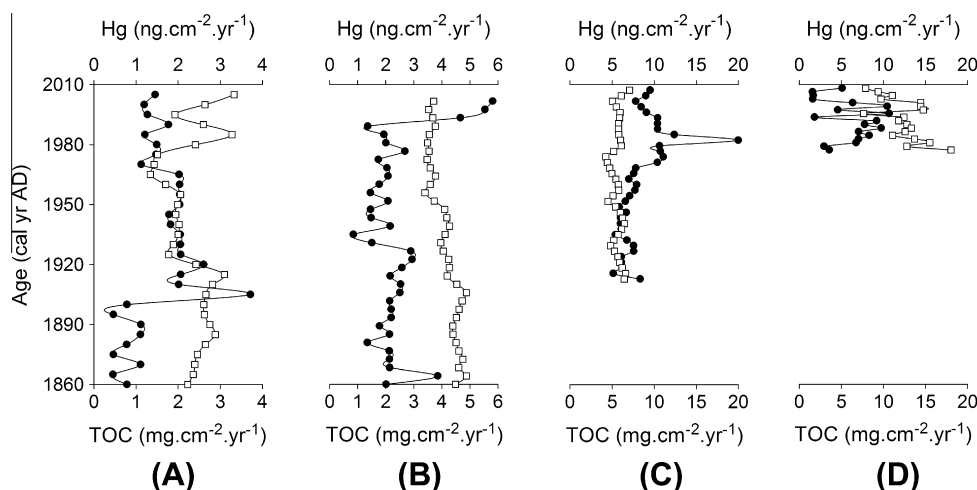 Hg (ng.cm⁻².yr⁻¹) Hg (ng.cm⁻².yr⁻¹) Hg (ng.cm⁻².yr⁻¹) Hg (ng.cm⁻².yr⁻¹)
0 1 2 3 4 0 1 2 3 4 5 6 0 5 10 15 20 0 5 10 15 20
2010
1980
1950
1920
1890
1860
Age (cal yr AD)
0 1 2 3 4 0 1 2 3 4 5 6 0 5 10 15 20 0 5 10 15 20
TOC (mg.cm⁻².yr⁻¹) TOC (mg.cm⁻².yr⁻¹) TOC (mg.cm⁻².yr⁻¹) TOC (mg.cm⁻².yr⁻¹)
(A) (B) (C) (D)